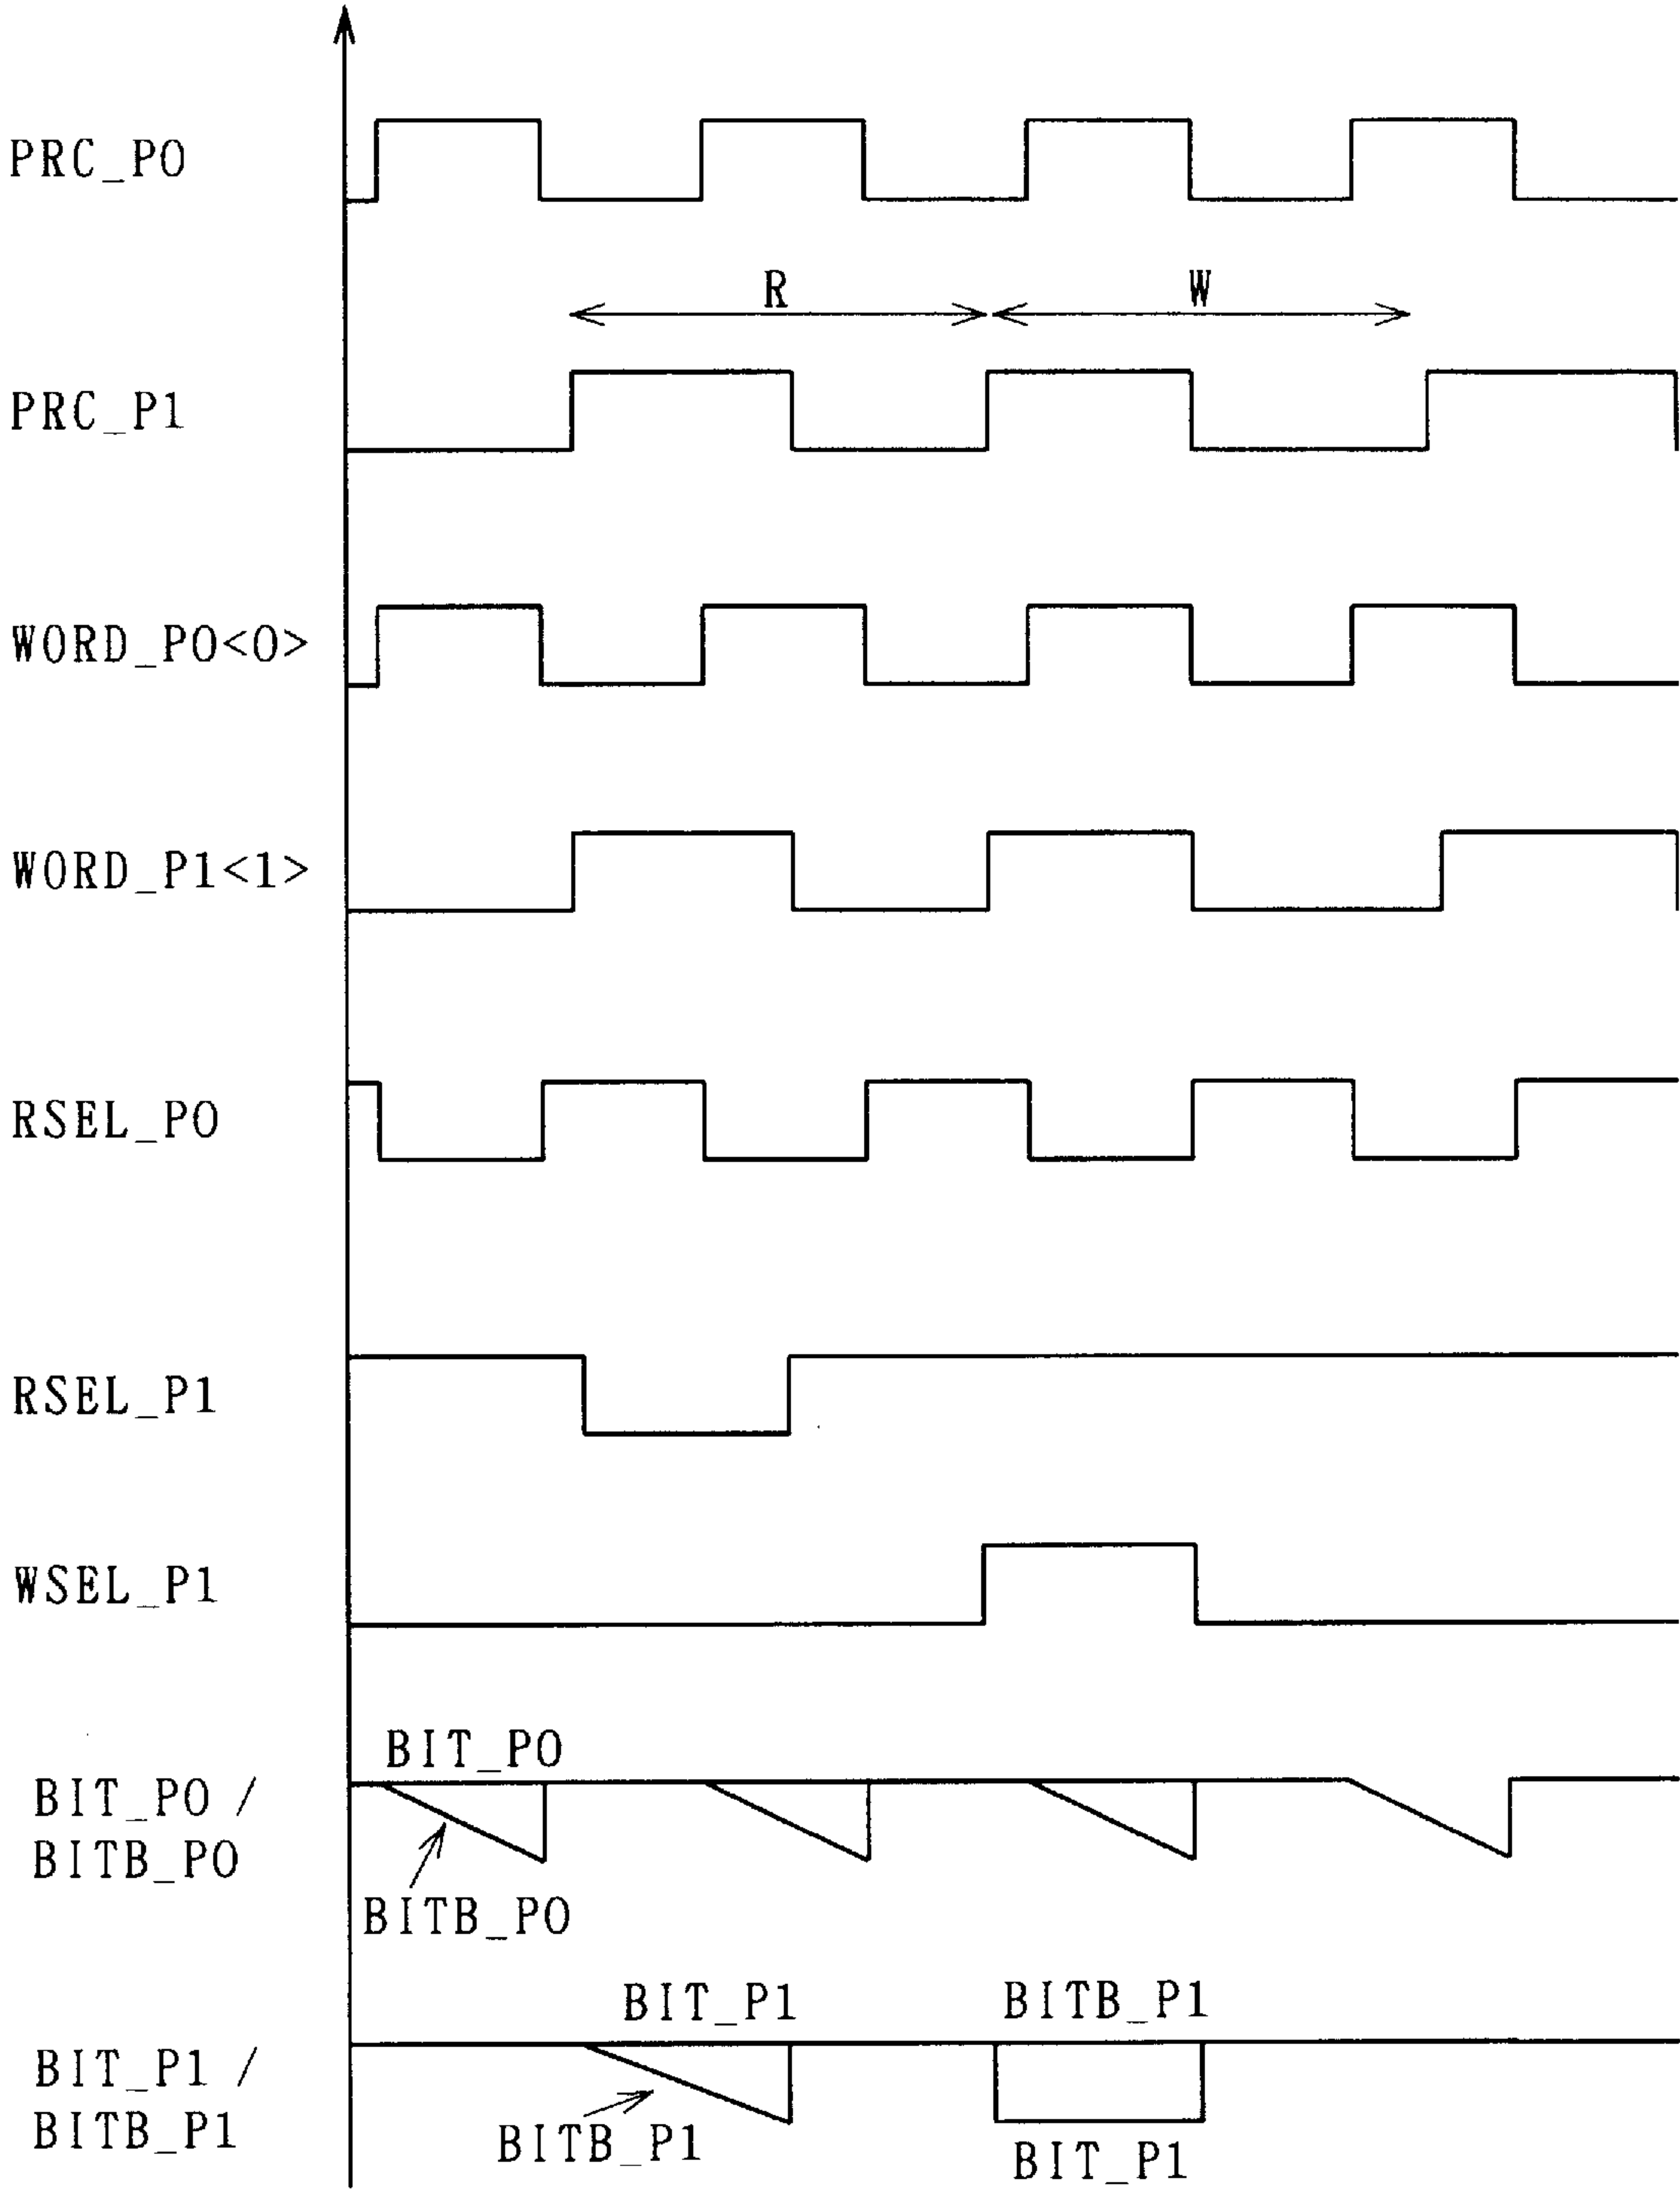 PRC_P0
R W
PRC_P1
WORD_P0<0>
WORD_P1<1>
RSEL_P0
RSEL_P1
WSEL_P1
BIT_P0
BIT_P0 /
BITB_P0
BITB_P0
BIT_P1 BITB_P1
BIT_P1 /
BITB_P1
BITB_P1
BIT_P1